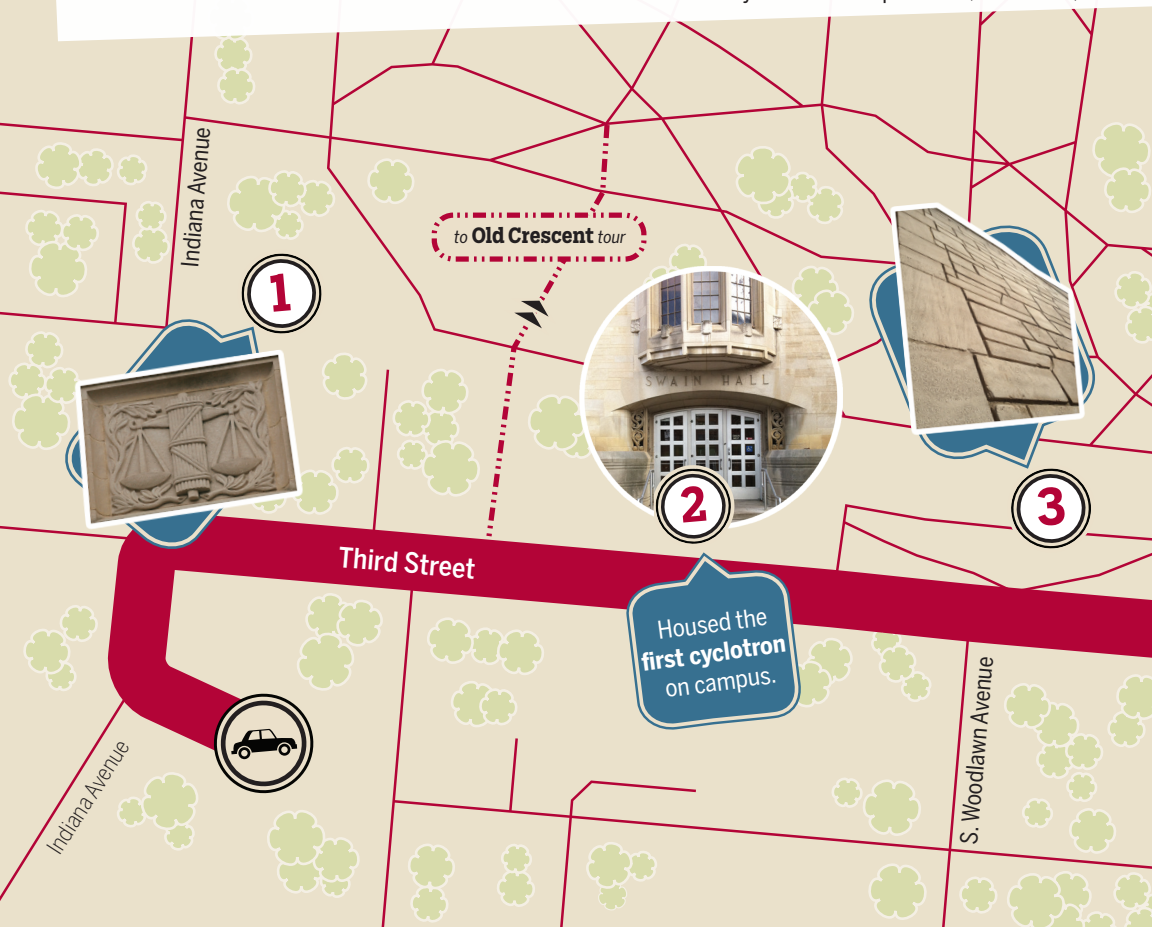 Indiana Avenue
1
to Old Crescent tour
SWAIN HALL
2
3
Third Street
Housed the
first cyclotron
on campus.
S. Woodlawn Avenue
Indiana Avenue